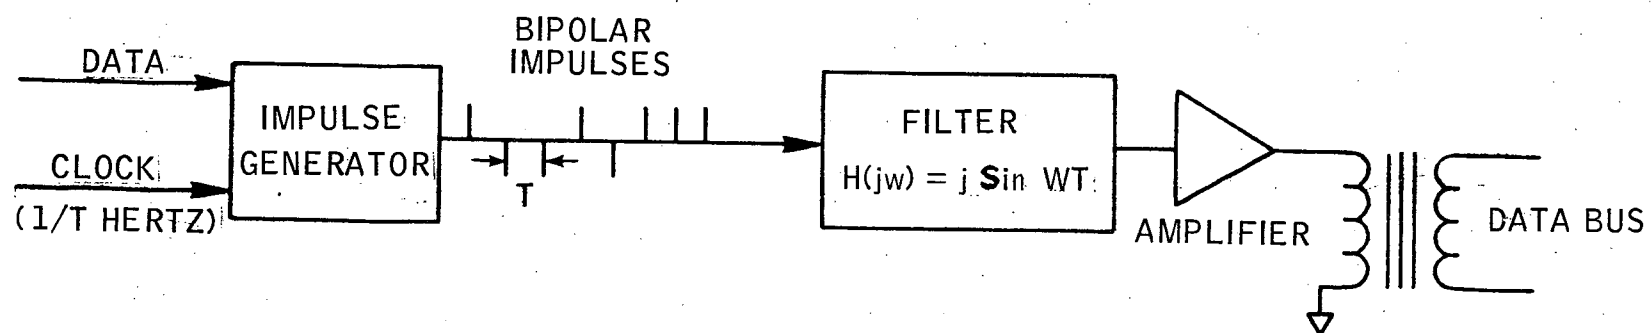 BIPOLAR
IMPULSES
DATA
IMPULSE
GENERATOR
CLOCK
(1/T HERTZ)
T
FILTER
H(jw) = j Sin WT
AMPLIFIER
DATA BUS